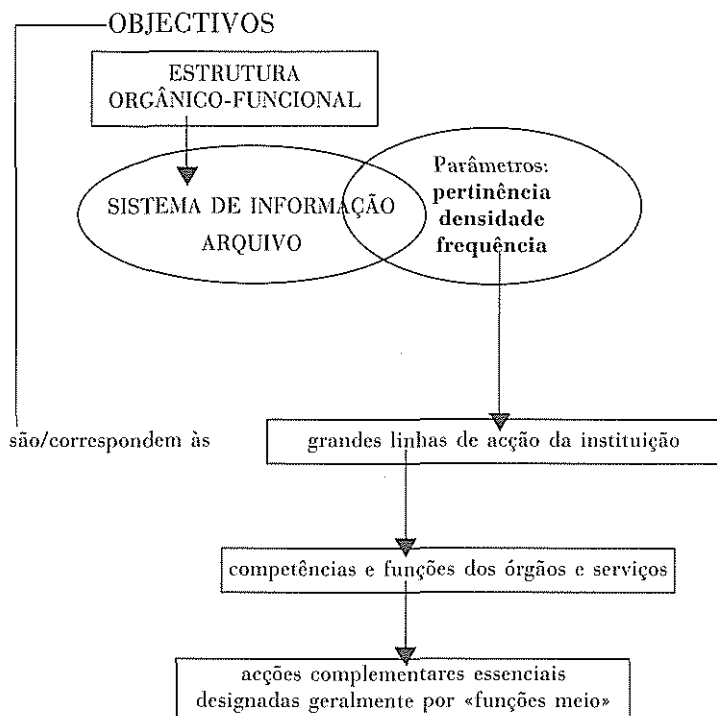 OBJECTIVOS
ESTRUTURA
ORGÂNICO-FUNCIONAL
SISTEMA DE INFORMAÇÃO
ARQUIVO
Parâmetros:
pertinência
densidade
frequência
são/correspondem às
grandes linhas de acção da instituição
competências e funções dos órgãos e serviços
acções complementares essenciais
designadas geralmente por «funções meio»